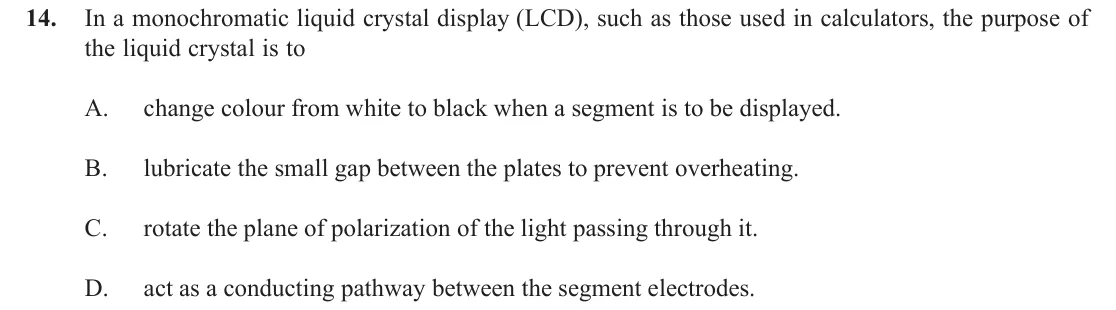 14. In a monochromatic liquid crystal display (LCD), such as those used in calculators, the purpose of
the liquid crystal is to
A. change colour from white to black when a segment is to be displayed.
B. lubricate the small gap between the plates to prevent overheating.
C. rotate the plane of polarization of the light passing through it.
D. act as a conducting pathway between the segment electrodes.